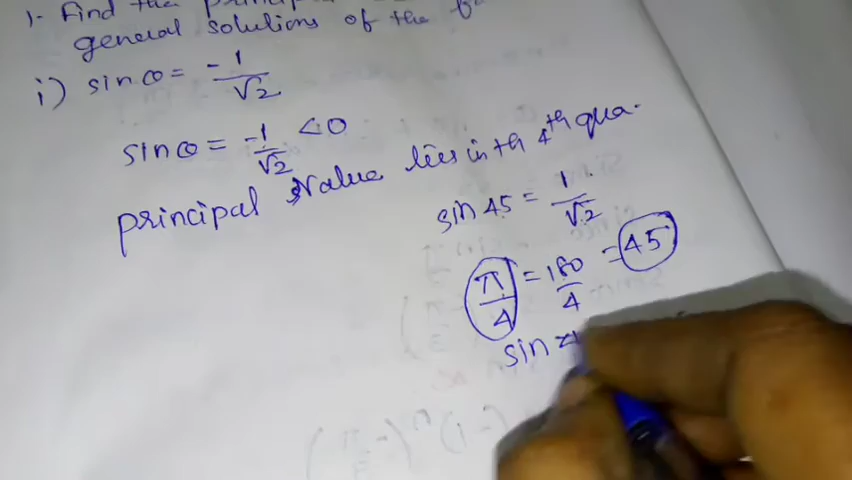 1- Find the
general solutions of the
i) sin θ = -1/√2
sin θ = -1/√2 < 0
principal value lies in th 4th qua.
sin 45 = 1/√2
π/4 = 180/4 = 45
sin